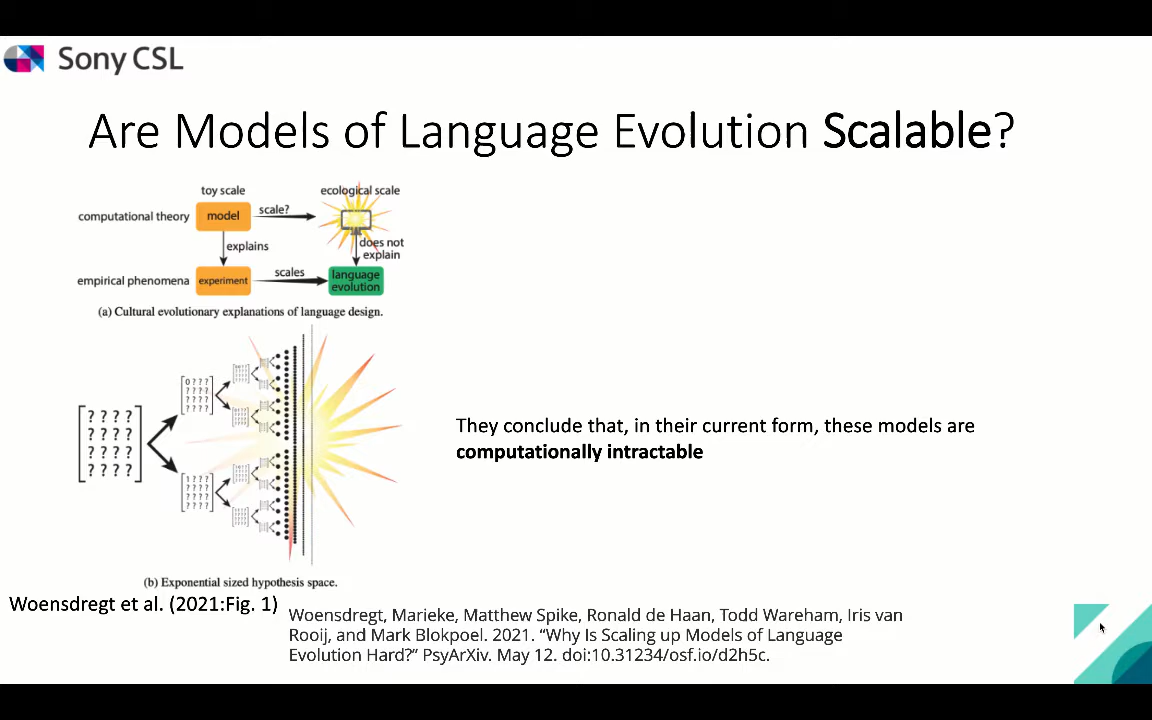 Sony CSL
Are Models of Language Evolution Scalable?
toy scale
ecological scale
computational theory
model
scale?
explains
does not
explain
empirical phenomena
experiment
scales
language
evolution
(a) Cultural evolutionary explanations of language design.
? ? ? ?
? ? ? ?
? ? ? ?
? ? ? ?
0 ? ? ?
? ? ? ?
? ? ? ?
? ? ? ?
1 ? ? ?
? ? ? ?
? ? ? ?
? ? ? ?
(b) Exponential sized hypothesis space.
They conclude that, in their current form, these models are
computationally intractable
Woensdregt et al. (2021:Fig. 1)
Woensdregt, Marieke, Matthew Spike, Ronald de Haan, Todd Wareham, Iris van
Rooij, and Mark Blokpoel. 2021. “Why Is Scaling up Models of Language
Evolution Hard?” PsyArXiv. May 12. doi:10.31234/osf.io/d2h5c.